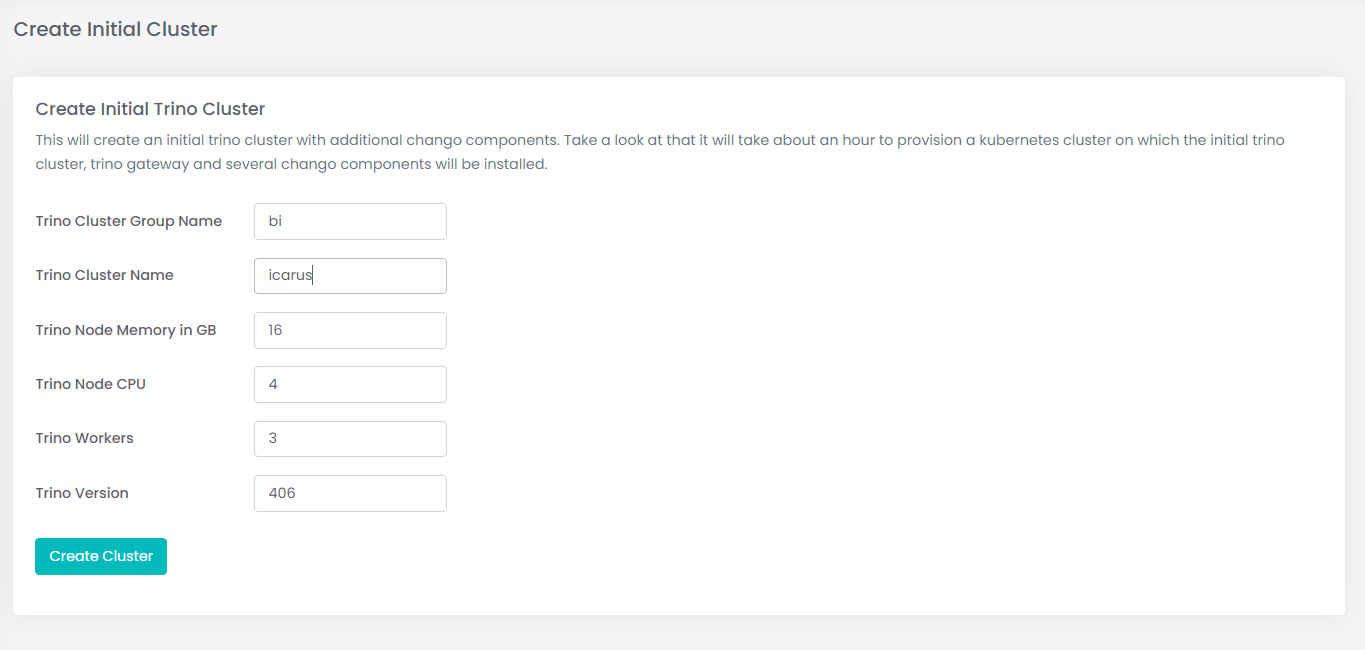 Create Initial Cluster
Create Initial Trino Cluster
This will create an initial trino cluster with additional chango components. Take a look at that it will take about an hour to provision a kubernetes cluster on which the initial trino
cluster, trino gateway and several chango components will be installed.
Trino Cluster Group Name bi
Trino Cluster Name icarus
Trino Node Memory in GB 16
Trino Node CPU 4
Trino Workers 3
Trino Version 406
Create Cluster